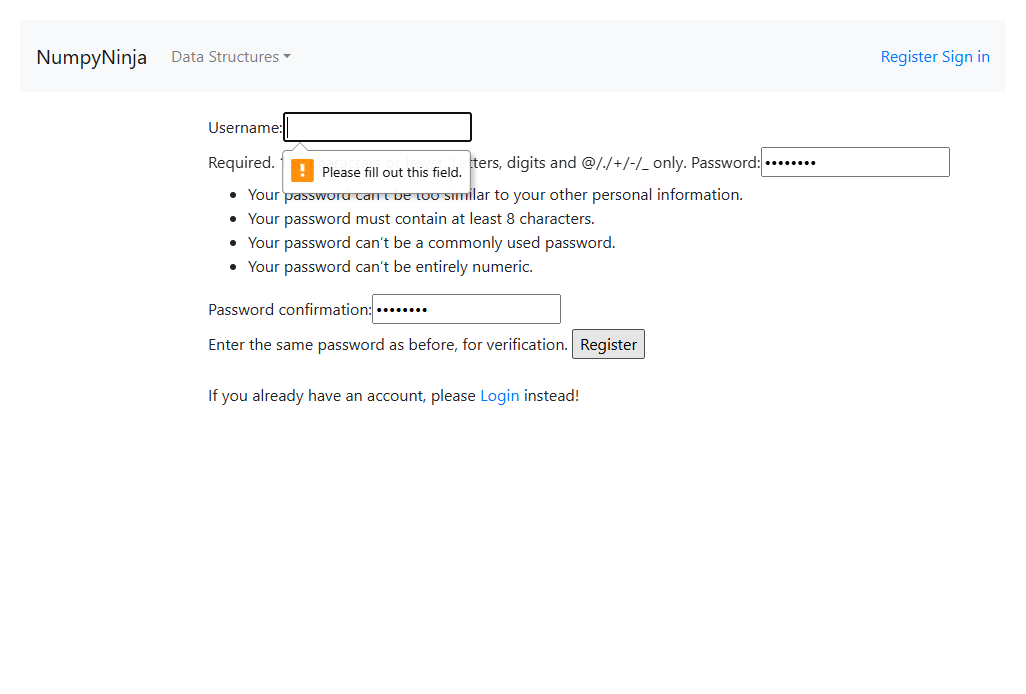 NumpyNinja Data Structures Register Sign in
Username:
Required. digits and @/./+/-/_ only. Password: ••••••••
Please fill out this field.
Your password can't be too similar to your other personal information.
Your password must contain at least 8 characters.
Your password can't be a commonly used password.
Your password can't be entirely numeric.
Password confirmation: ••••••••
Enter the same password as before, for verification. Register
If you already have an account, please Login instead!